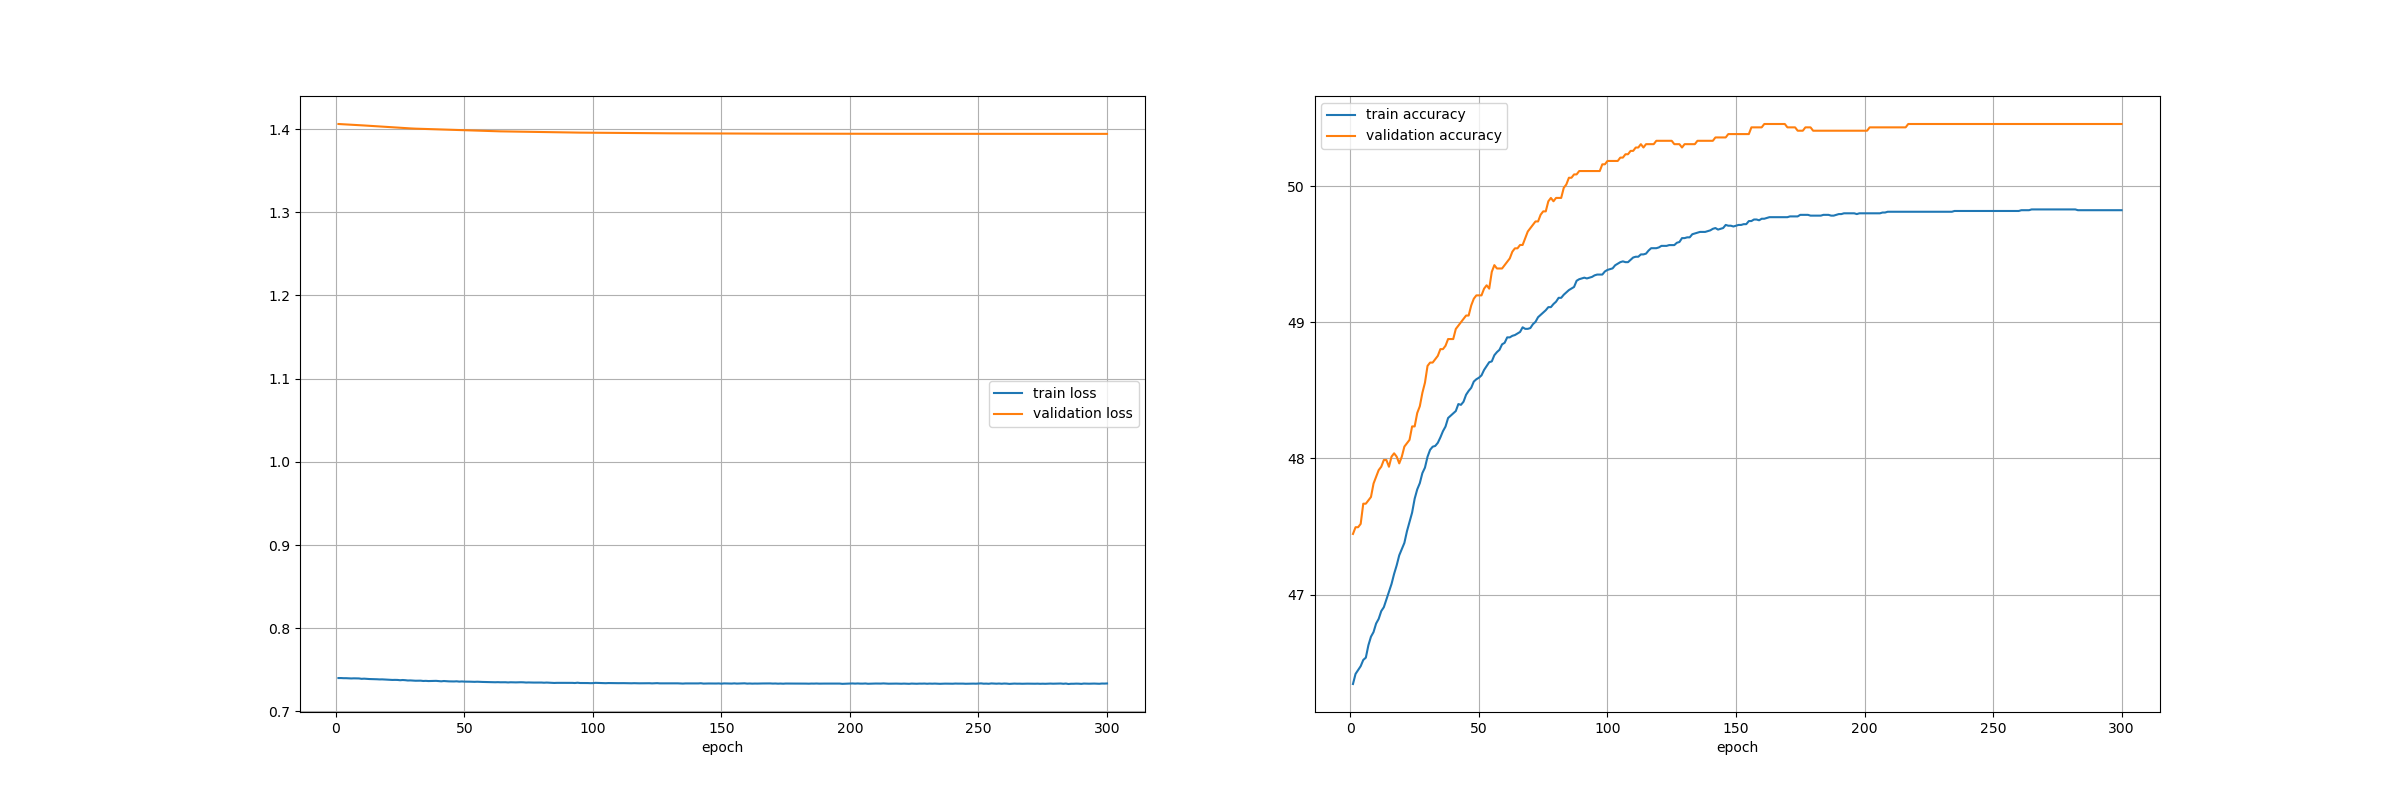 1.4
1.3
1.2
1.1
1.0
0.9
0.8
0.7
0 50 100 150 200 250 300
epoch
train loss
validation loss
train accuracy
validation accuracy
50
49
48
47
0 50 100 150 200 250 300
epoch